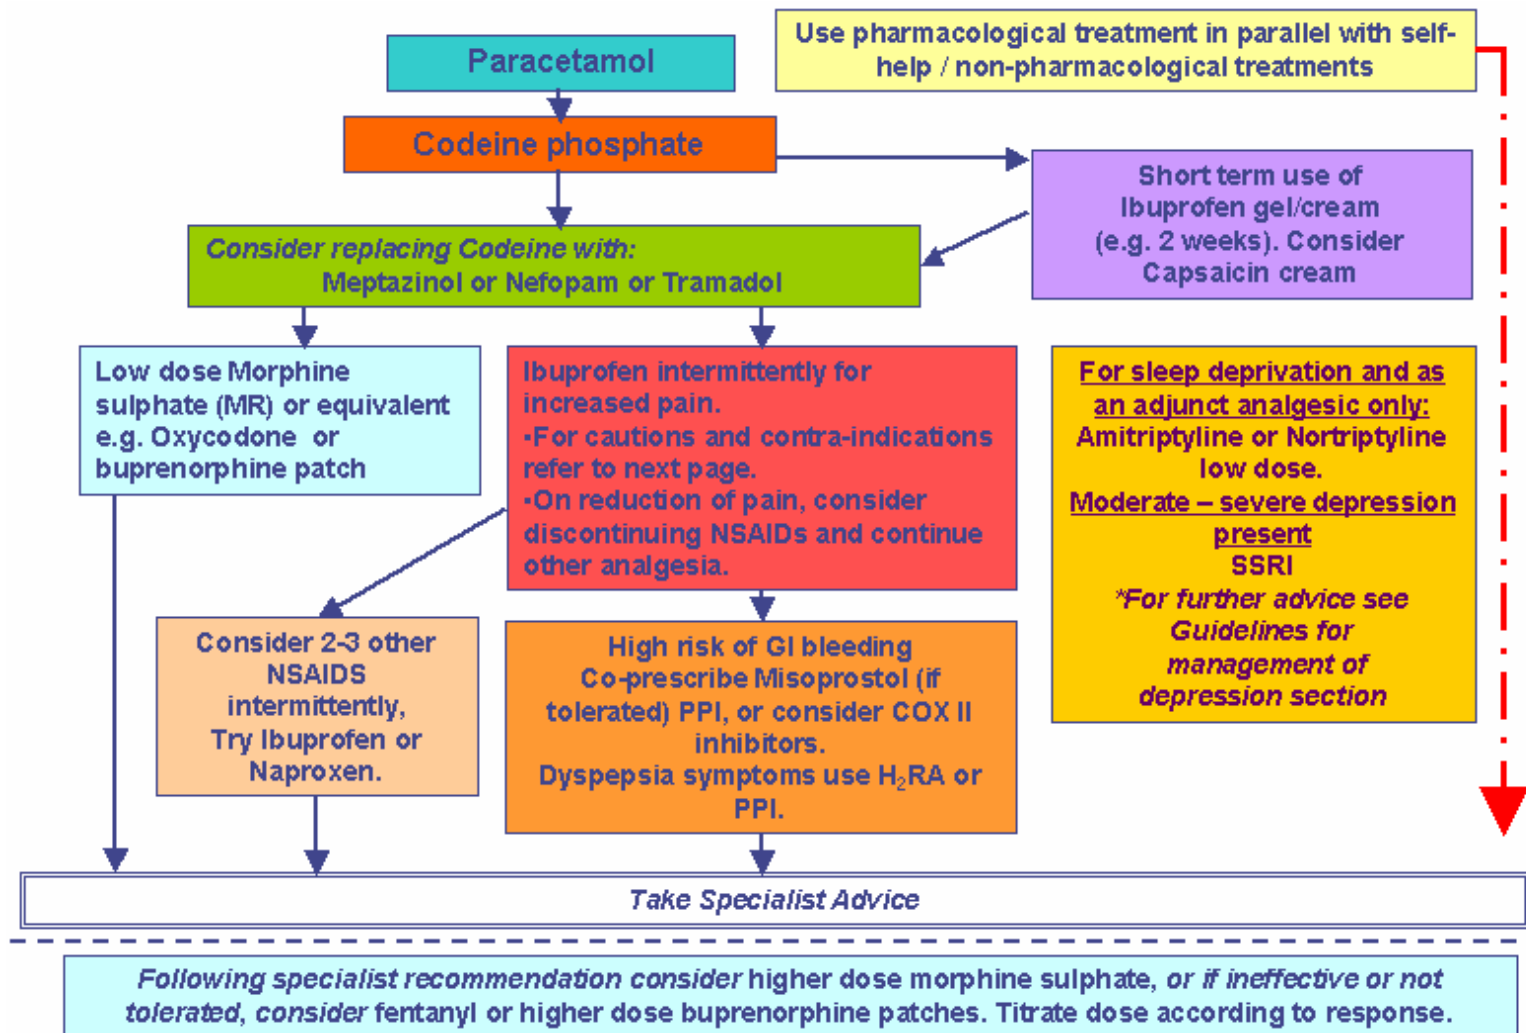 Paracetamol
Use pharmacological treatment in parallel with self-
help / non-pharmacological treatments
Codeine phosphate
Short term use of
Ibuprofen gel/cream
(e.g. 2 weeks). Consider
Capsaicin cream
Consider replacing Codeine with:
Meptazinol or Nefopam or Tramadol
Low dose Morphine
sulphate (MR) or equivalent
e.g. Oxycodone or
buprenorphine patch
Ibuprofen intermittently for
increased pain.
•For cautions and contra-indications
refer to next page.
•On reduction of pain, consider
discontinuing NSAIDs and continue
other analgesia.
For sleep deprivation and as
an adjunct analgesic only:
Amitriptyline or Nortriptyline
low dose.
Moderate – severe depression
present
SSRI
*For further advice see
Guidelines for
management of
depression section
Consider 2-3 other
NSAIDS
intermittently,
Try Ibuprofen or
Naproxen.
High risk of GI bleeding
Co-prescribe Misoprostol (if
tolerated) PPI, or consider COX II
inhibitors.
Dyspepsia symptoms use H₂RA or
PPI.
Take Specialist Advice
Following specialist recommendation consider higher dose morphine sulphate, or if ineffective or not
tolerated, consider fentanyl or higher dose buprenorphine patches. Titrate dose according to response.